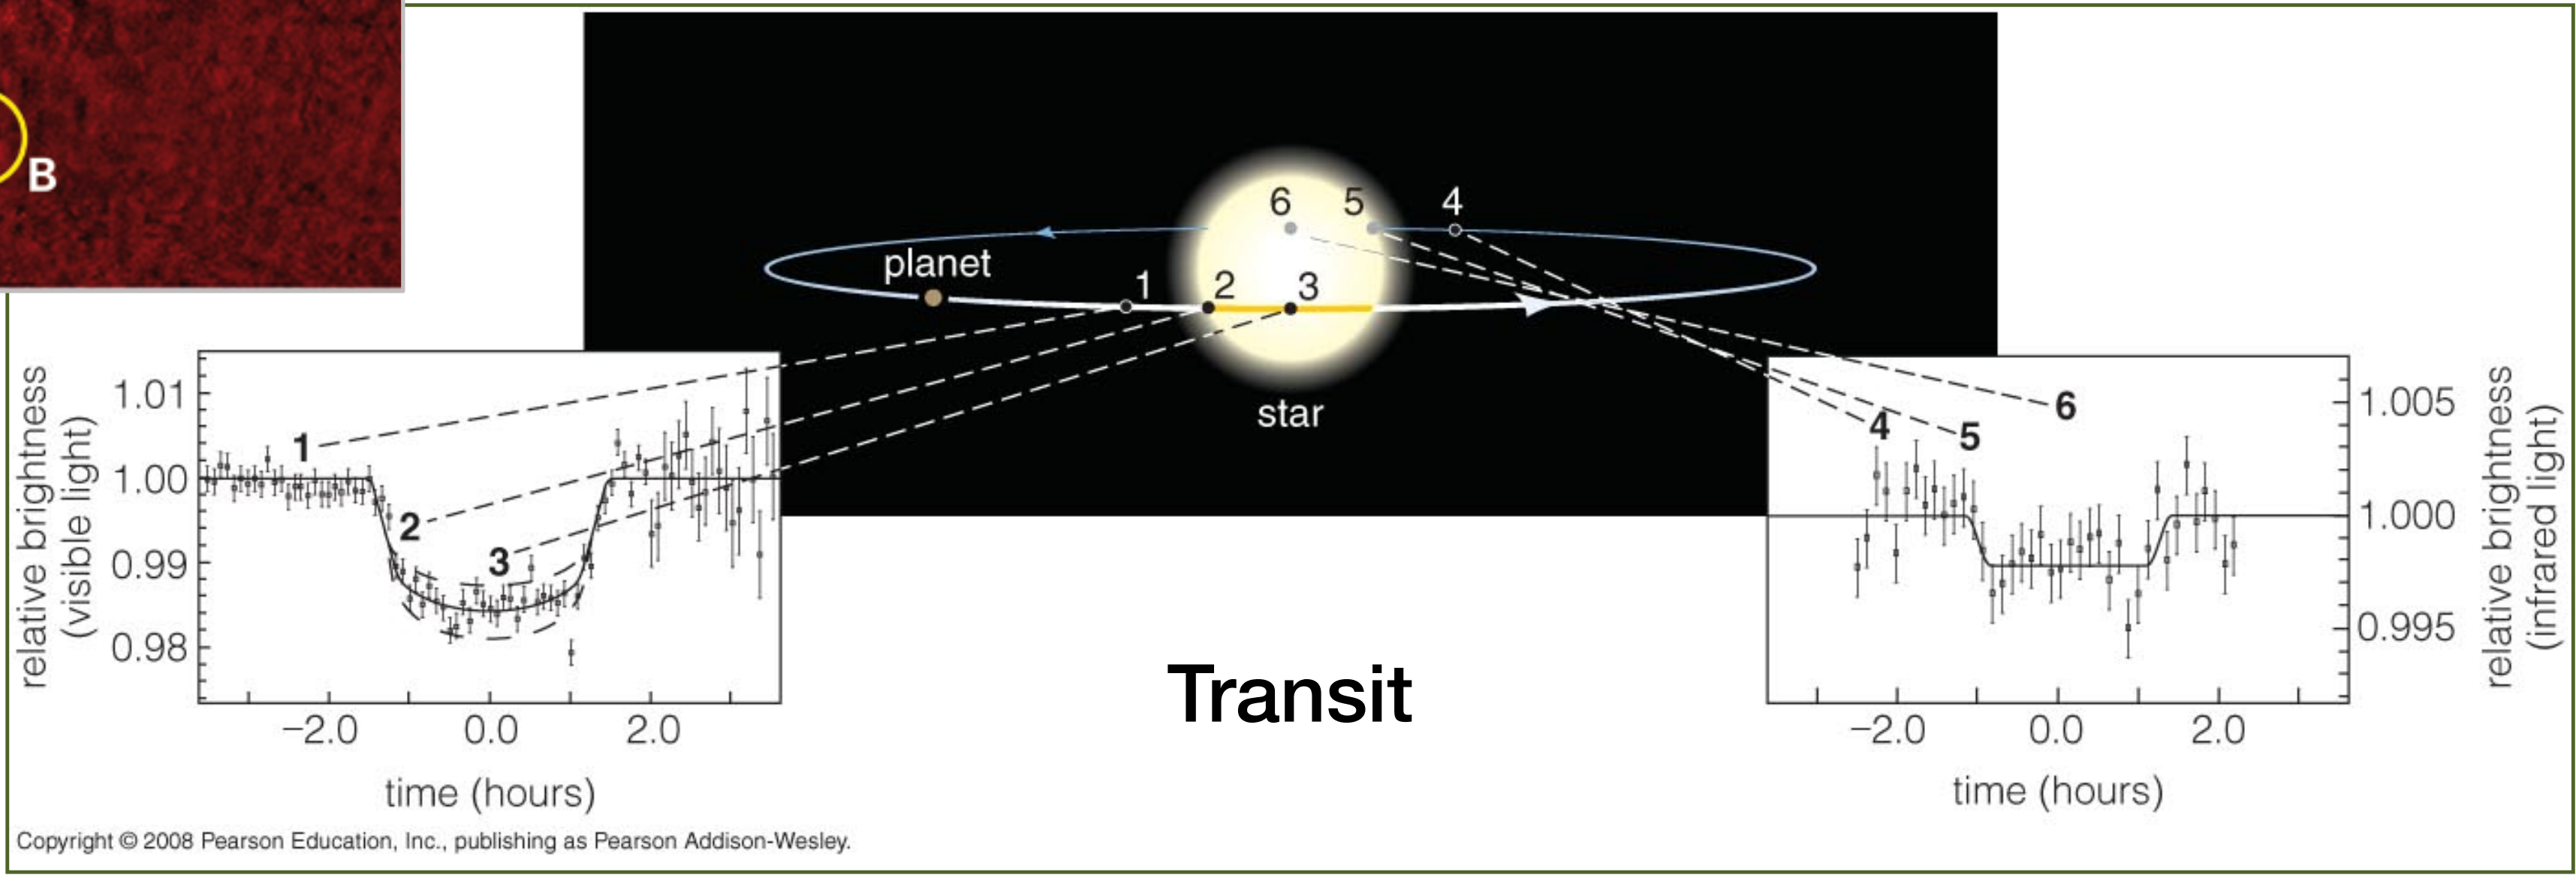 B
6
5
4
planet
1
2
3
star
relative brightness
(visible light)
1.01
1.00
0.99
0.98
1
2
3
−2.0
0.0
2.0
time (hours)
Transit
4
5
6
1.005
1.000
0.995
relative brightness
(infrared light)
−2.0
0.0
2.0
time (hours)
Copyright © 2008 Pearson Education, Inc., publishing as Pearson Addison-Wesley.